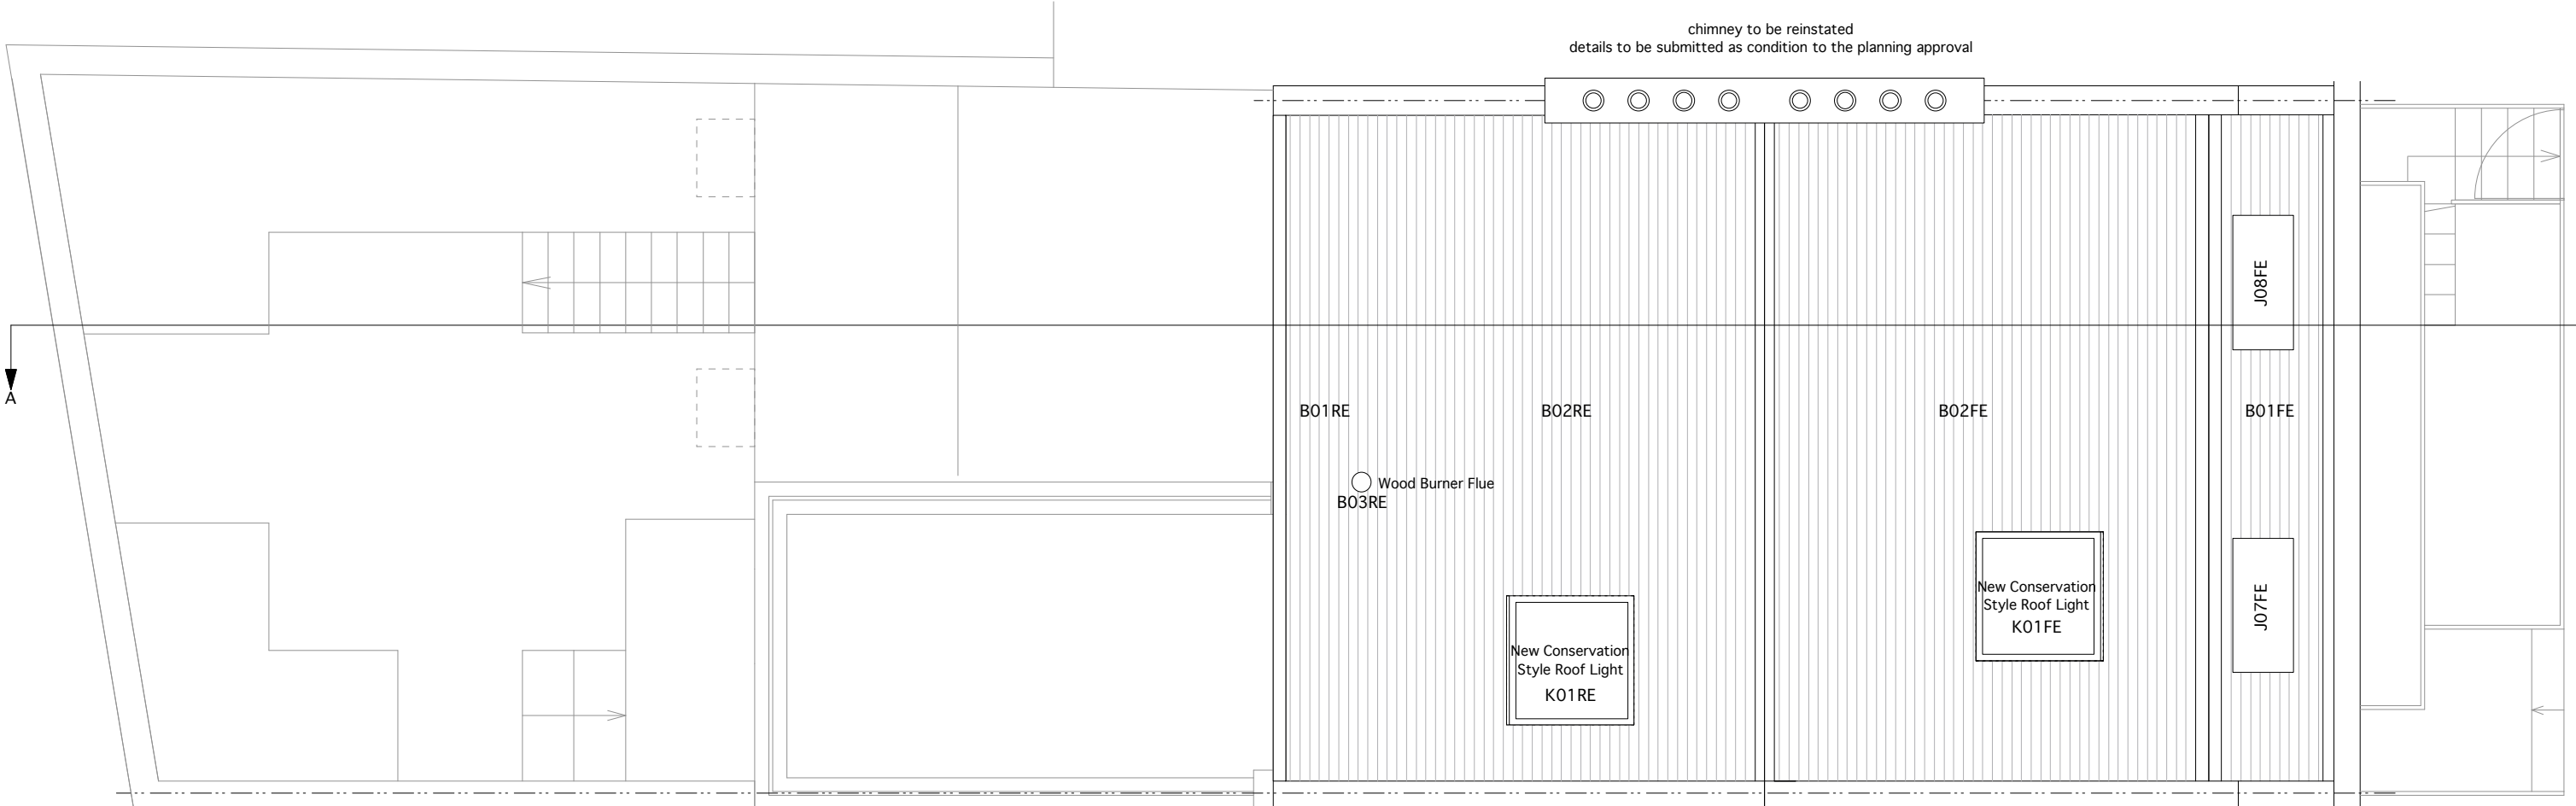 chimney to be reinstated
details to be submitted as condition to the planning approval
J08FE
A
B01RE
B02RE
B02FE
B01FE
Wood Burner Flue
B03RE
New Conservation
Style Roof Light
K01FE
J07FE
New Conservation
Style Roof Light
K01RE